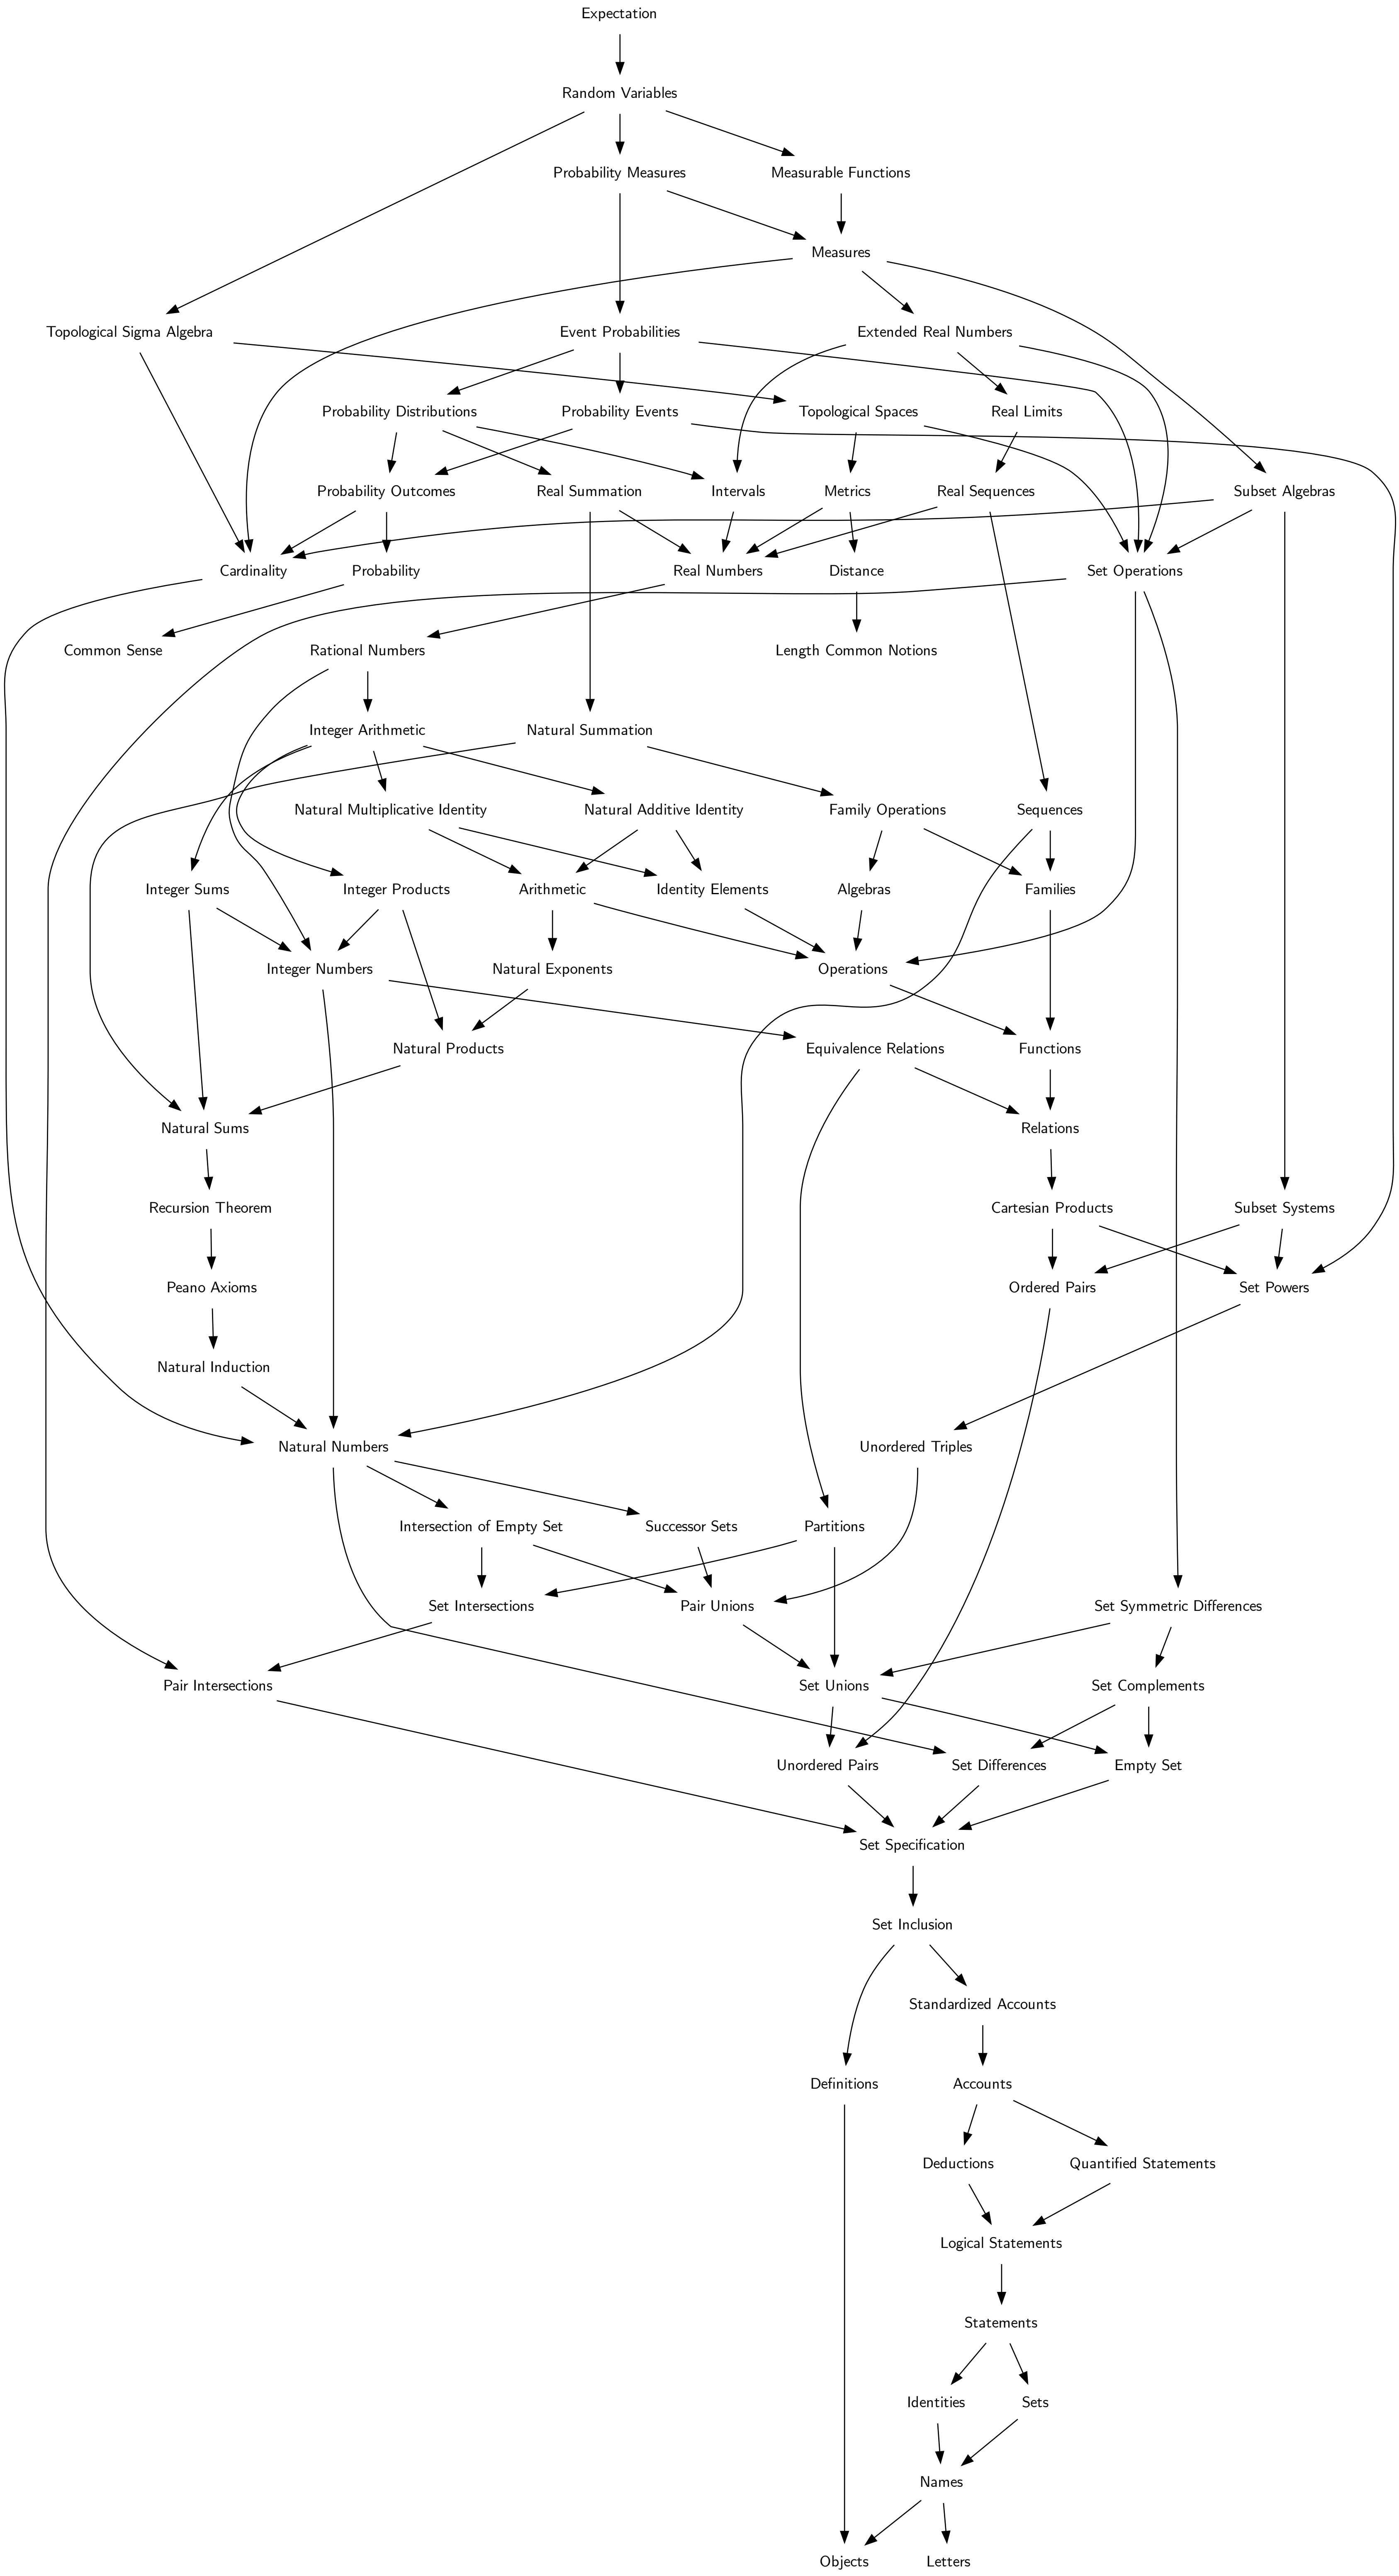 Expectation
Random Variables
Probability Measures
Measurable Functions
Measures
Topological Sigma Algebra
Event Probabilities
Extended Real Numbers
Probability Distributions
Probability Events
Topological Spaces
Real Limits
Probability Outcomes
Real Summation
Intervals
Metrics
Real Sequences
Subset Algebras
Cardinality
Probability
Real Numbers
Distance
Set Operations
Common Sense
Rational Numbers
Length Common Notions
Integer Arithmetic
Natural Summation
Natural Multiplicative Identity
Natural Additive Identity
Family Operations
Sequences
Integer Sums
Integer Products
Arithmetic
Identity Elements
Algebras
Families
Integer Numbers
Natural Exponents
Operations
Natural Products
Equivalence Relations
Functions
Natural Sums
Relations
Recursion Theorem
Cartesian Products
Subset Systems
Peano Axioms
Ordered Pairs
Set Powers
Natural Induction
Natural Numbers
Unordered Triples
Intersection of Empty Set
Successor Sets
Partitions
Set Intersections
Pair Unions
Set Symmetric Differences
Pair Intersections
Set Unions
Set Complements
Unordered Pairs
Set Differences
Empty Set
Set Specification
Set Inclusion
Standardized Accounts
Definitions
Accounts
Deductions
Quantified Statements
Logical Statements
Statements
Identities
Sets
Names
Objects
Letters